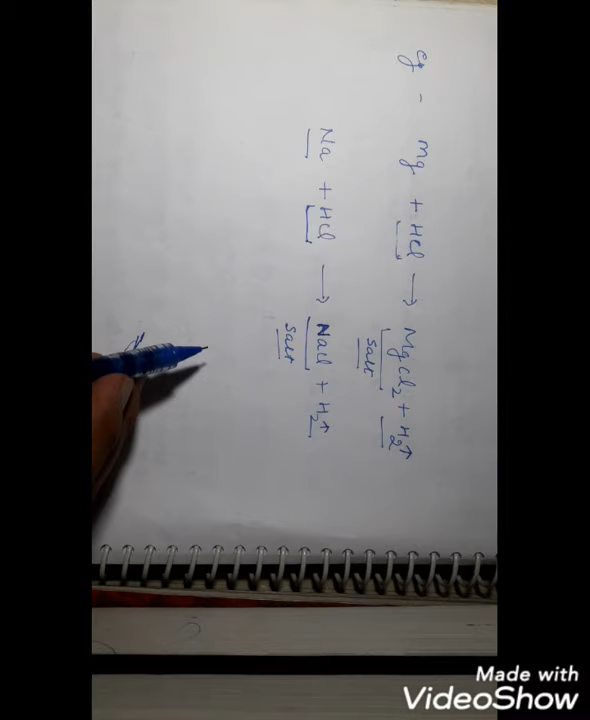 eg - Mg + HCl → MgCl2 + H2↑
Salt
Na + HCl → NaCl + H2↑
Salt
Made with
VideoShow